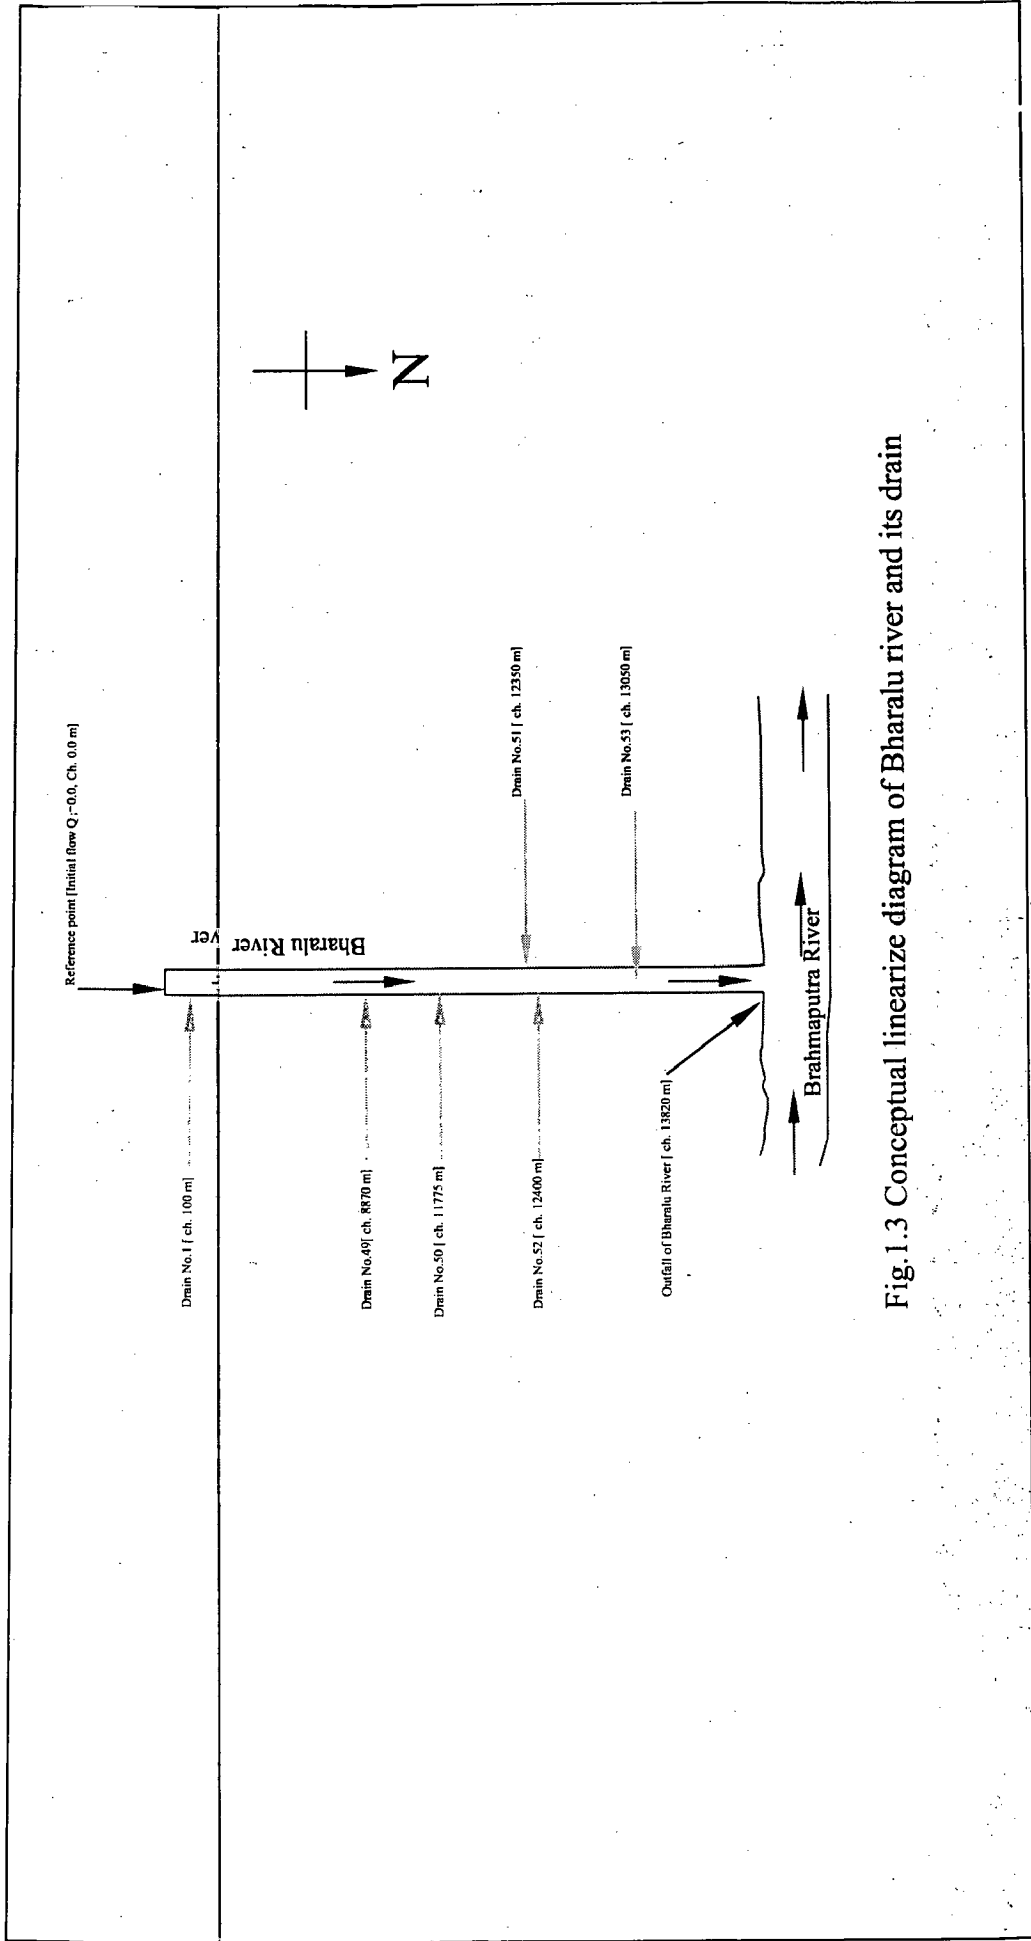 Reference point [Initial flow Q ;=0.0, Ch. 0.0 m]
ver
Bharalu River
Drain No.1 [ ch. 100 m]
Drain No.49[ ch. 8870 m]
Drain No.50 [ ch. 11775 m]
Drain No.51 [ ch. 12350 m]
Drain No.52 [ ch. 12400 m]
Drain No.53 [ ch. 13050 m]
Outfall of Bharalu River [ ch. 13820 m]
Brahmaputra River
N
Fig.1.3 Conceptual linearize diagram of Bharalu river and its drain